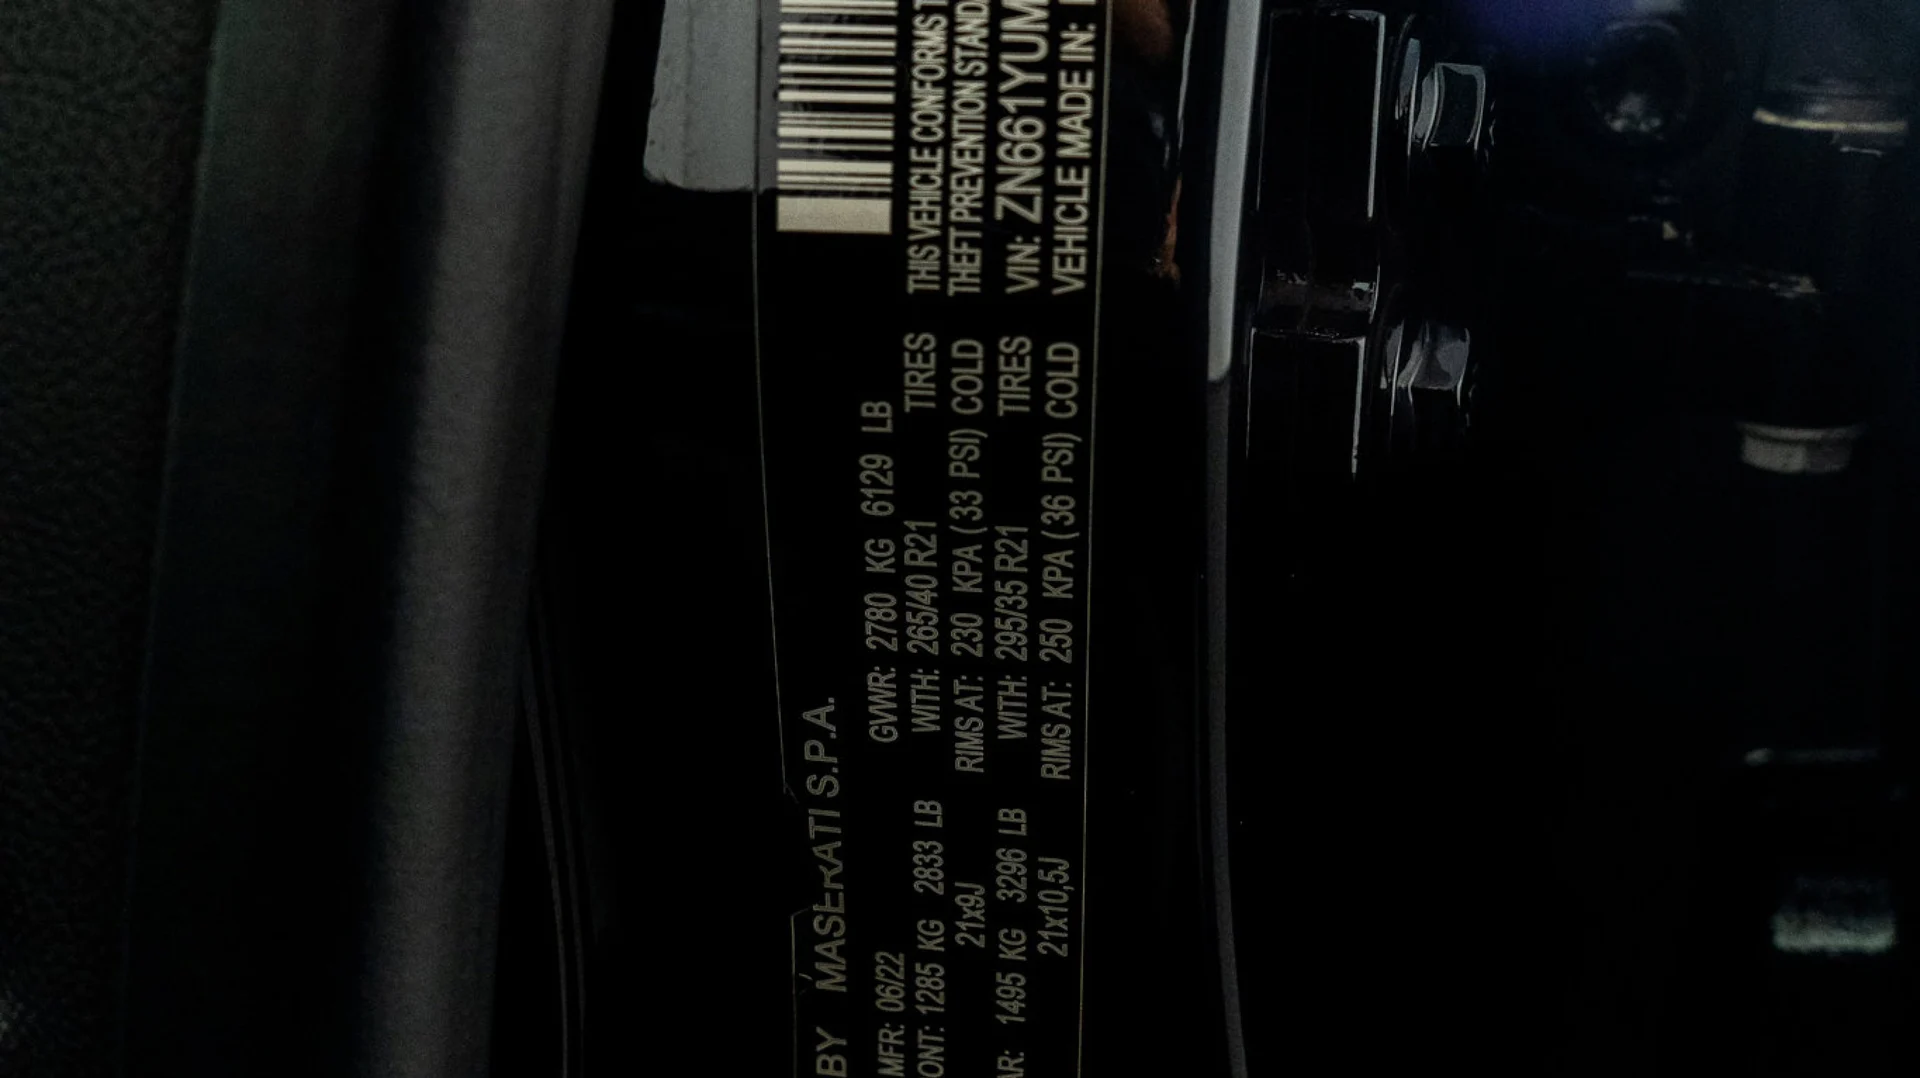 BY MASERATI S.P.A.
MFR: 06/22 GVWR: 2780 KG 6129 LB
ONT: 1285 KG 2833 LB WITH: 265/40 R21 TIRES
21x9J RIMS AT: 230 KPA ( 33 PSI) COLD
AR: 1495 KG 3296 LB WITH: 295/35 R21 TIRES
21x10,5J RIMS AT: 250 KPA ( 36 PSI) COLD
THIS VEHICLE CONFORMS T
THEFT PREVENTION STANDA
VIN: ZN661YUM
VEHICLE MADE IN: